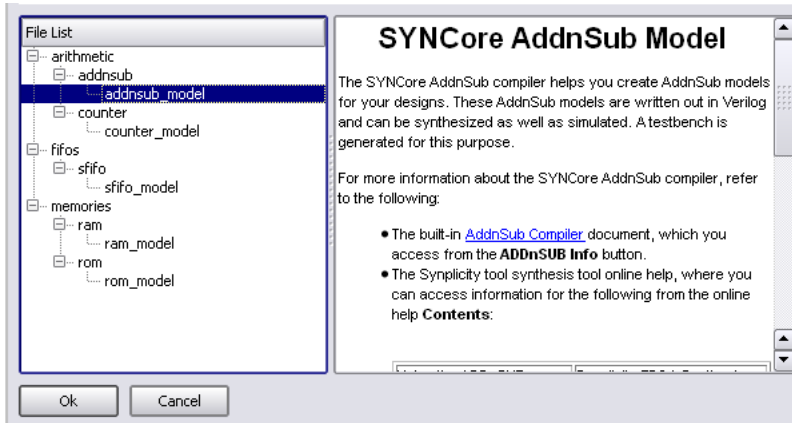 File List
arithmetic
addnsub
addnsub_model
counter
counter_model
fifos
sfifo
sfifo_model
memories
ram
ram_model
rom
rom_model
SYNCore AddnSub Model
The SYNCore AddnSub compiler helps you create AddnSub models
for your designs. These AddnSub models are written out in Verilog
and can be synthesized as well as simulated. A testbench is
generated for this purpose.
For more information about the SYNCore AddnSub compiler, refer
to the following:
• The built-in AddnSub Compiler document, which you
access from the ADDnSUB Info button.
• The Synplicity tool synthesis tool online help, where you
can access information for the following from the online
help Contents:
Ok
Cancel